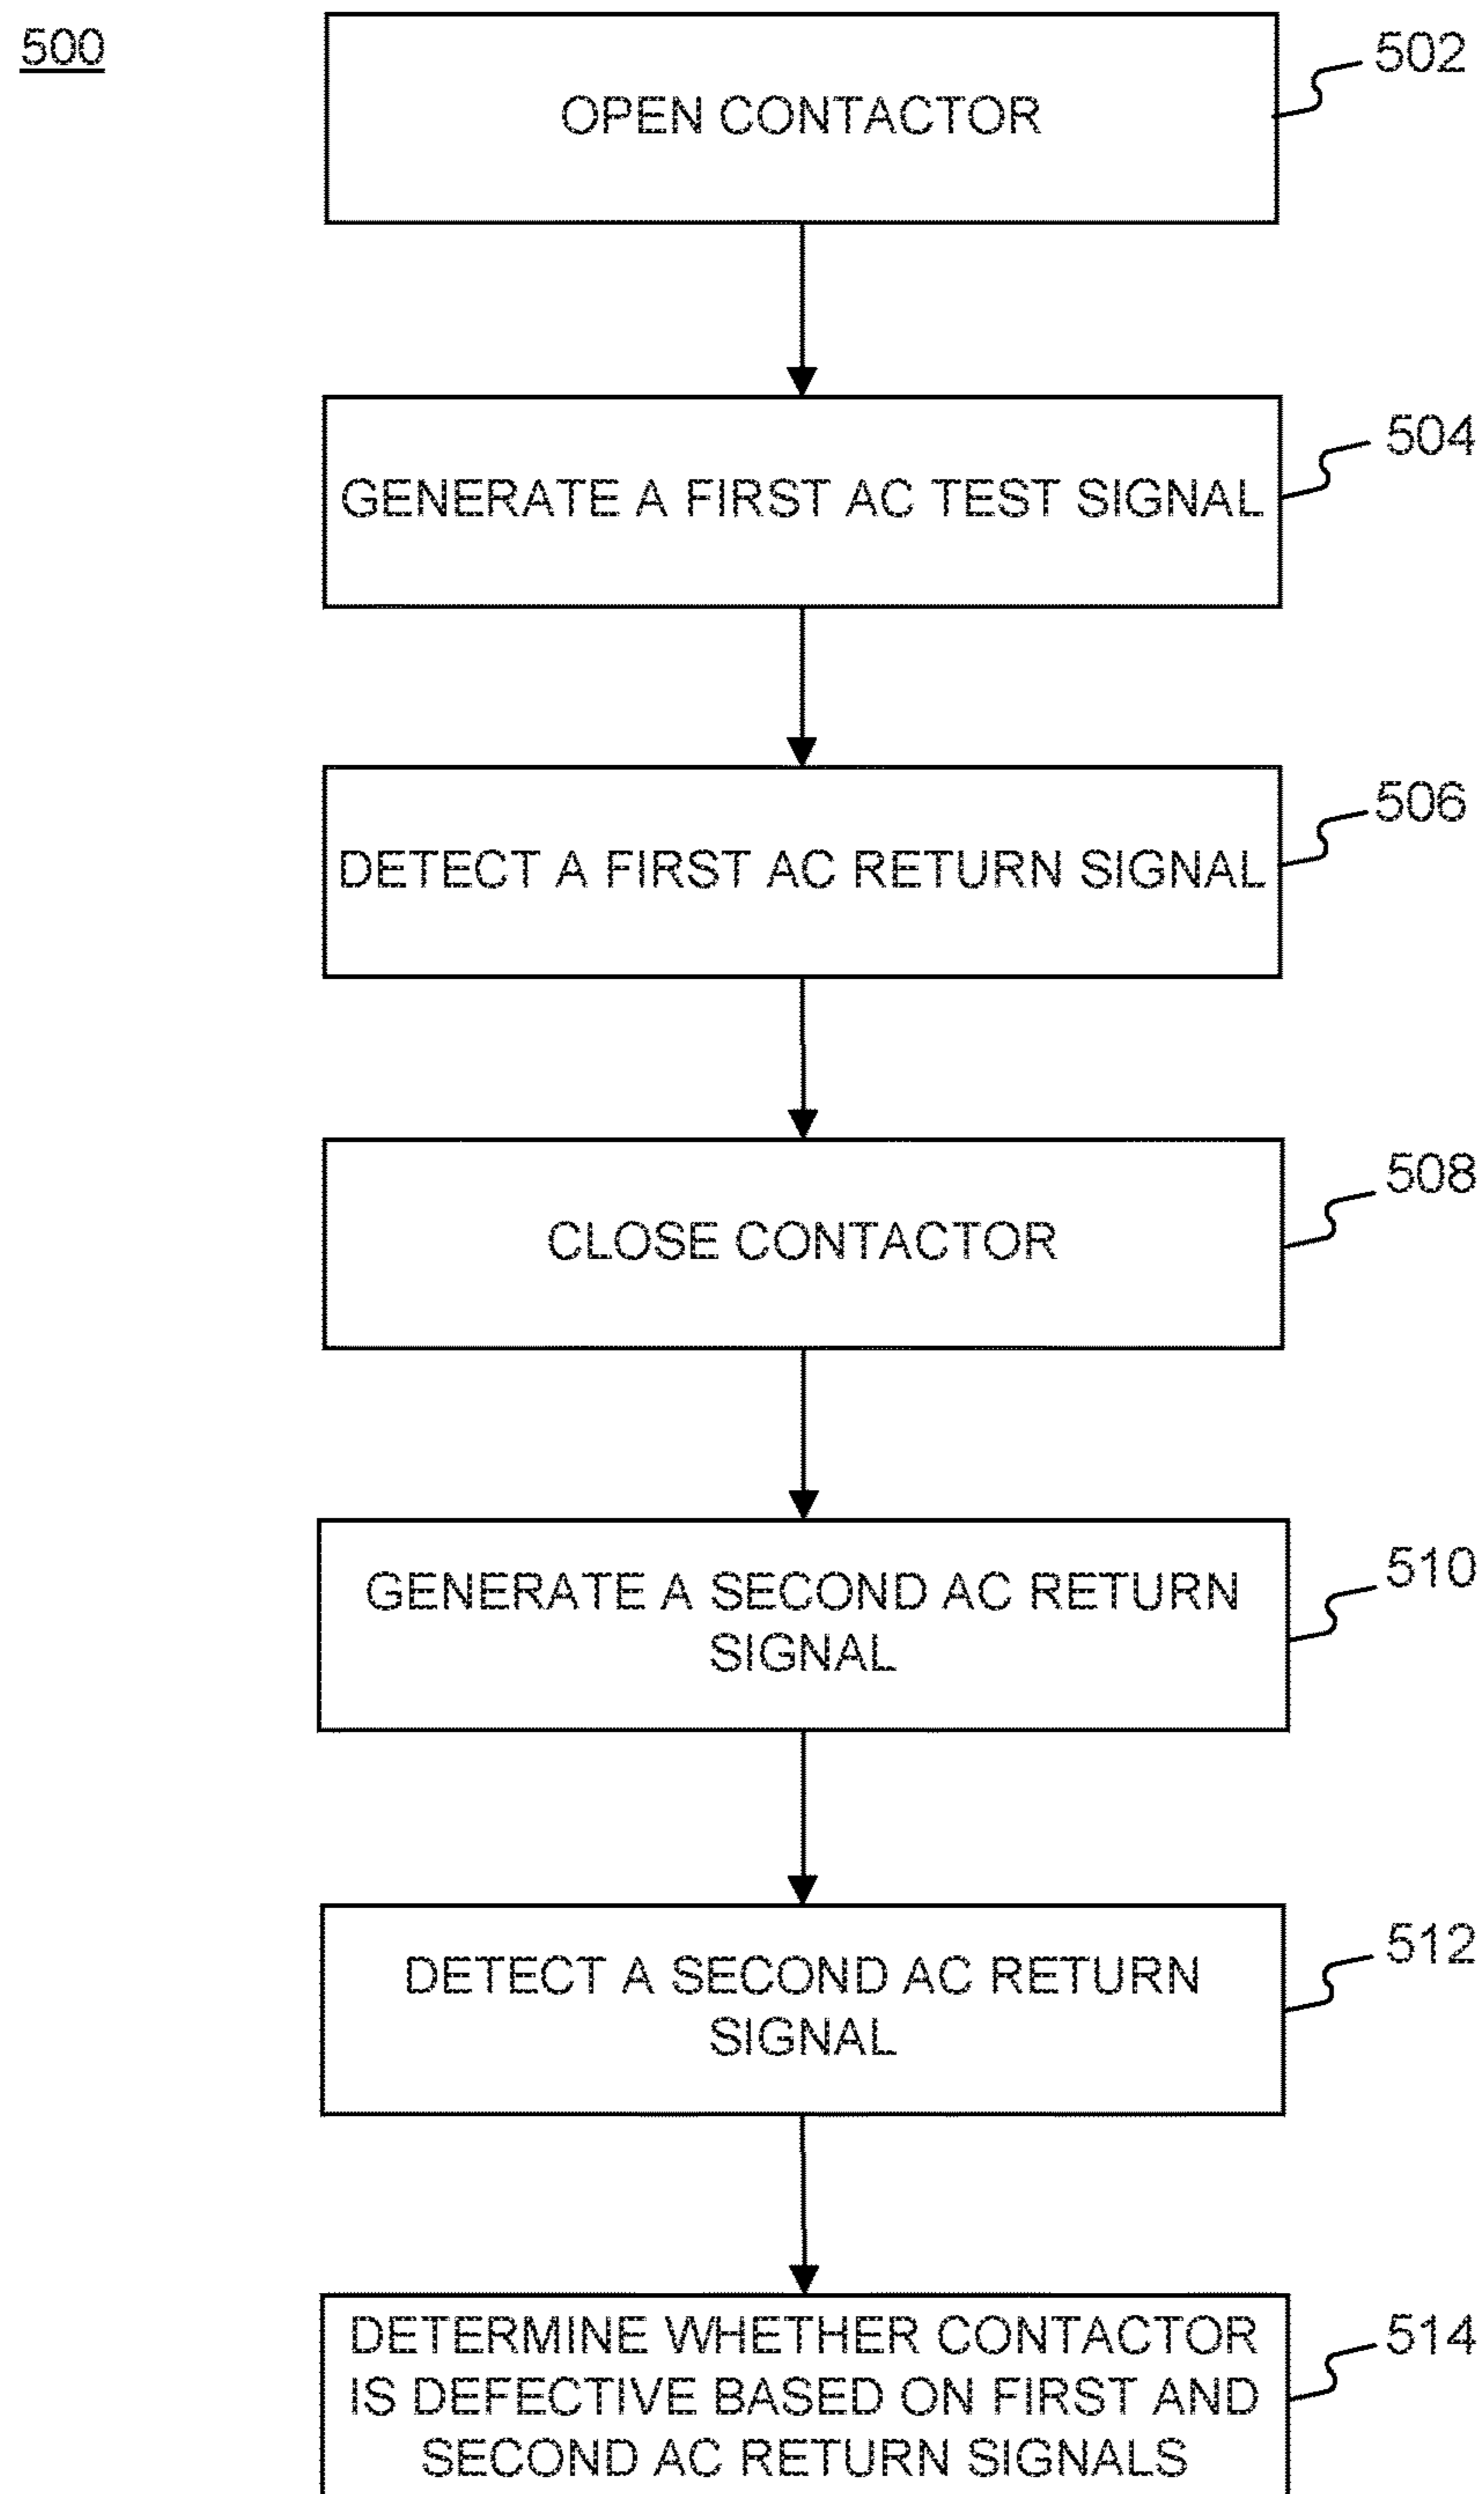 500
OPEN CONTACTOR
502
GENERATE A FIRST AC TEST SIGNAL
504
DETECT A FIRST AC RETURN SIGNAL
506
CLOSE CONTACTOR
508
GENERATE A SECOND AC RETURN
SIGNAL
510
DETECT A SECOND AC RETURN
SIGNAL
512
DETERMINE WHETHER CONTACTOR
IS DEFECTIVE BASED ON FIRST AND
SECOND AC RETURN SIGNALS
514